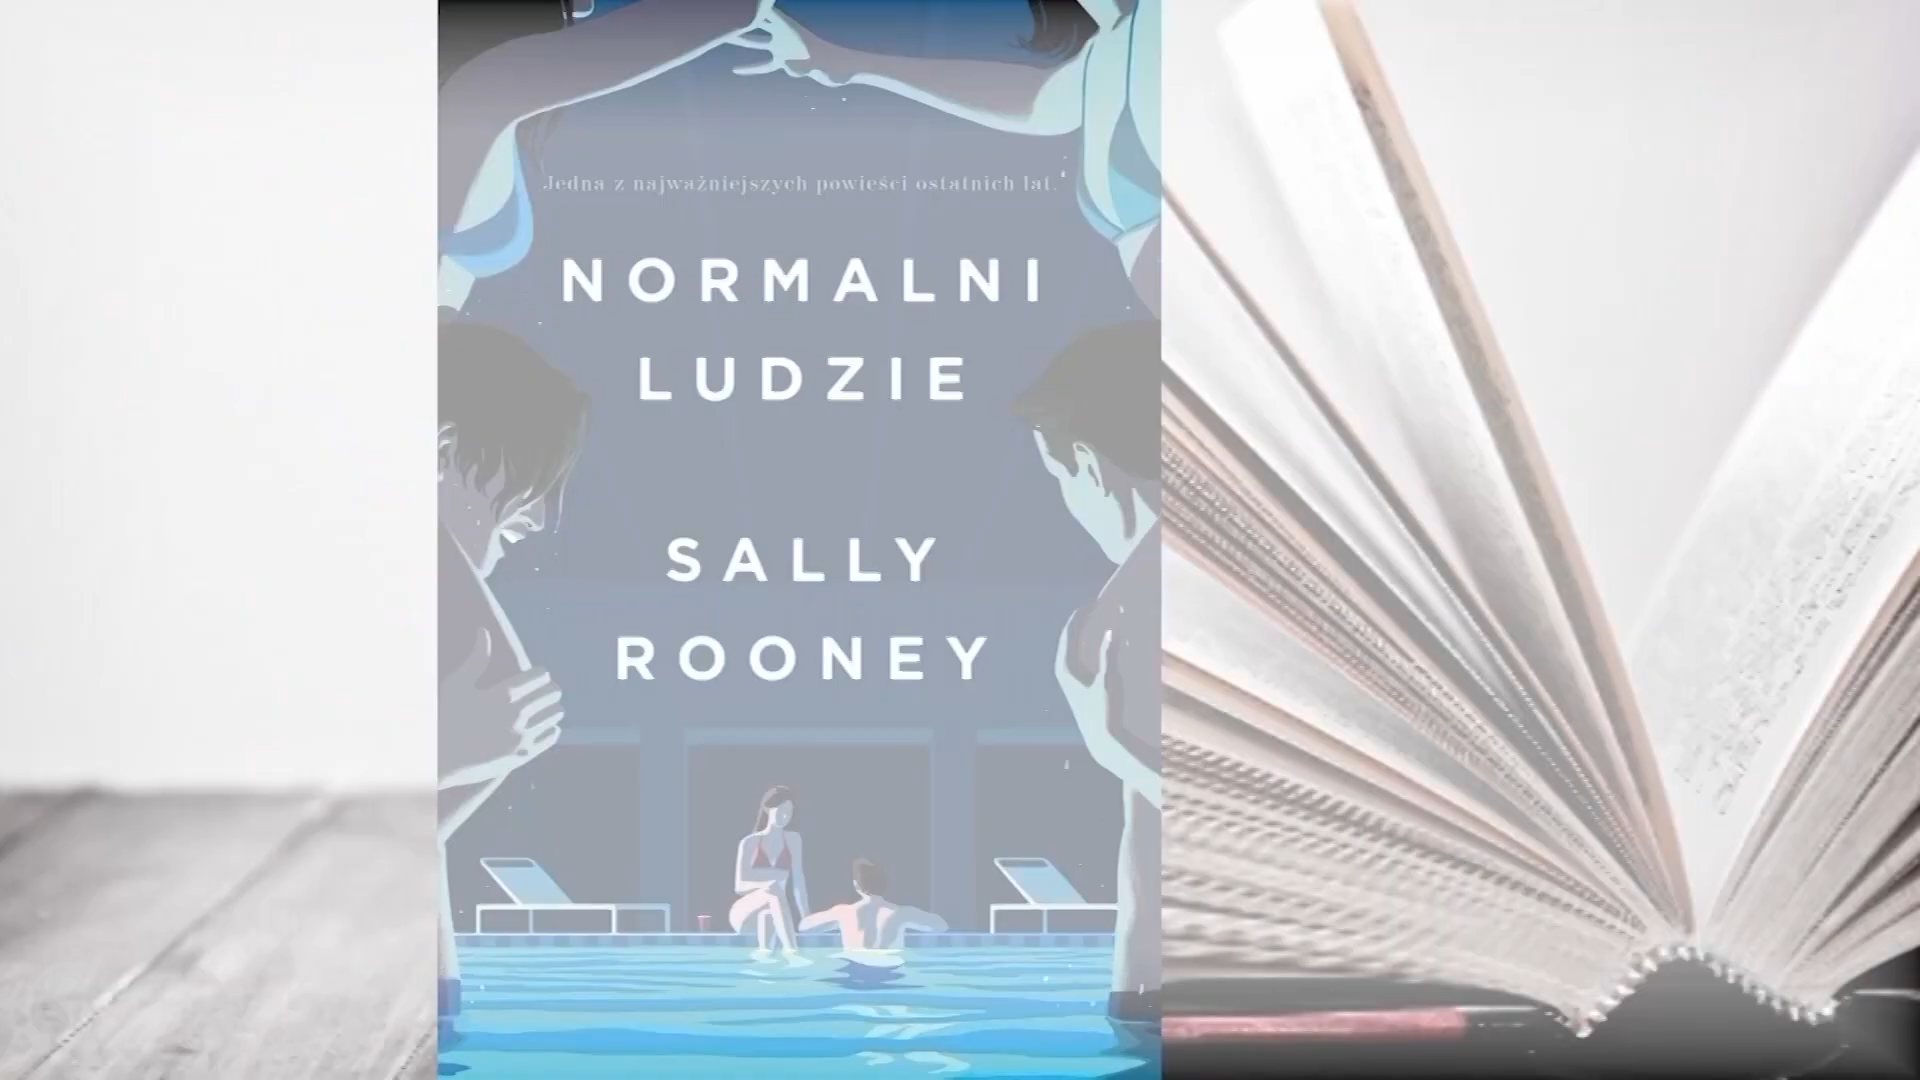 Jedna z najważniejszych powieści ostatnich lat.
NORMALNI
LUDZIE
SALLY
ROONEY